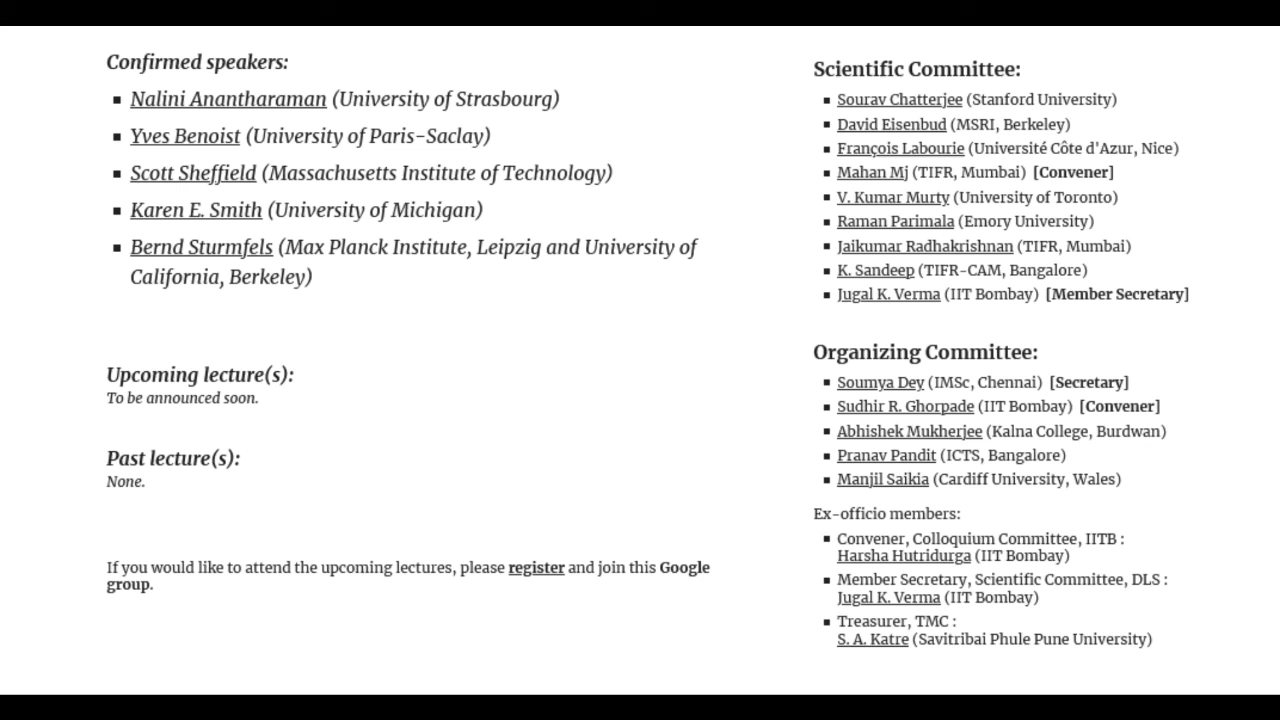 Confirmed speakers:
Nalini Anantharaman (University of Strasbourg)
Yves Benoist (University of Paris-Saclay)
Scott Sheffield (Massachusetts Institute of Technology)
Karen E. Smith (University of Michigan)
Bernd Sturmfels (Max Planck Institute, Leipzig and University of
California, Berkeley)
Upcoming lecture(s):
To be announced soon.
Past lecture(s):
None.
If you would like to attend the upcoming lectures, please register and join this Google
group.
Scientific Committee:
Sourav Chatterjee (Stanford University)
David Eisenbud (MSRI, Berkeley)
François Labourie (Université Côte d'Azur, Nice)
Mahan Mj (TIFR, Mumbai) [Convener]
V. Kumar Murty (University of Toronto)
Raman Parimala (Emory University)
Jaikumar Radhakrishnan (TIFR, Mumbai)
K. Sandeep (TIFR-CAM, Bangalore)
Jugal K. Verma (IIT Bombay) [Member Secretary]
Organizing Committee:
Soumya Dey (IMSc, Chennai) [Secretary]
Sudhir R. Ghorpade (IIT Bombay) [Convener]
Abhishek Mukherjee (Kalna College, Burdwan)
Pranav Pandit (ICTS, Bangalore)
Manjil Saikia (Cardiff University, Wales)
Ex-officio members:
Convener, Colloquium Committee, IITB :
Harsha Hutridurga (IIT Bombay)
Member Secretary, Scientific Committee, DLS :
Jugal K. Verma (IIT Bombay)
Treasurer, TMC :
S. A. Katre (Savitribai Phule Pune University)